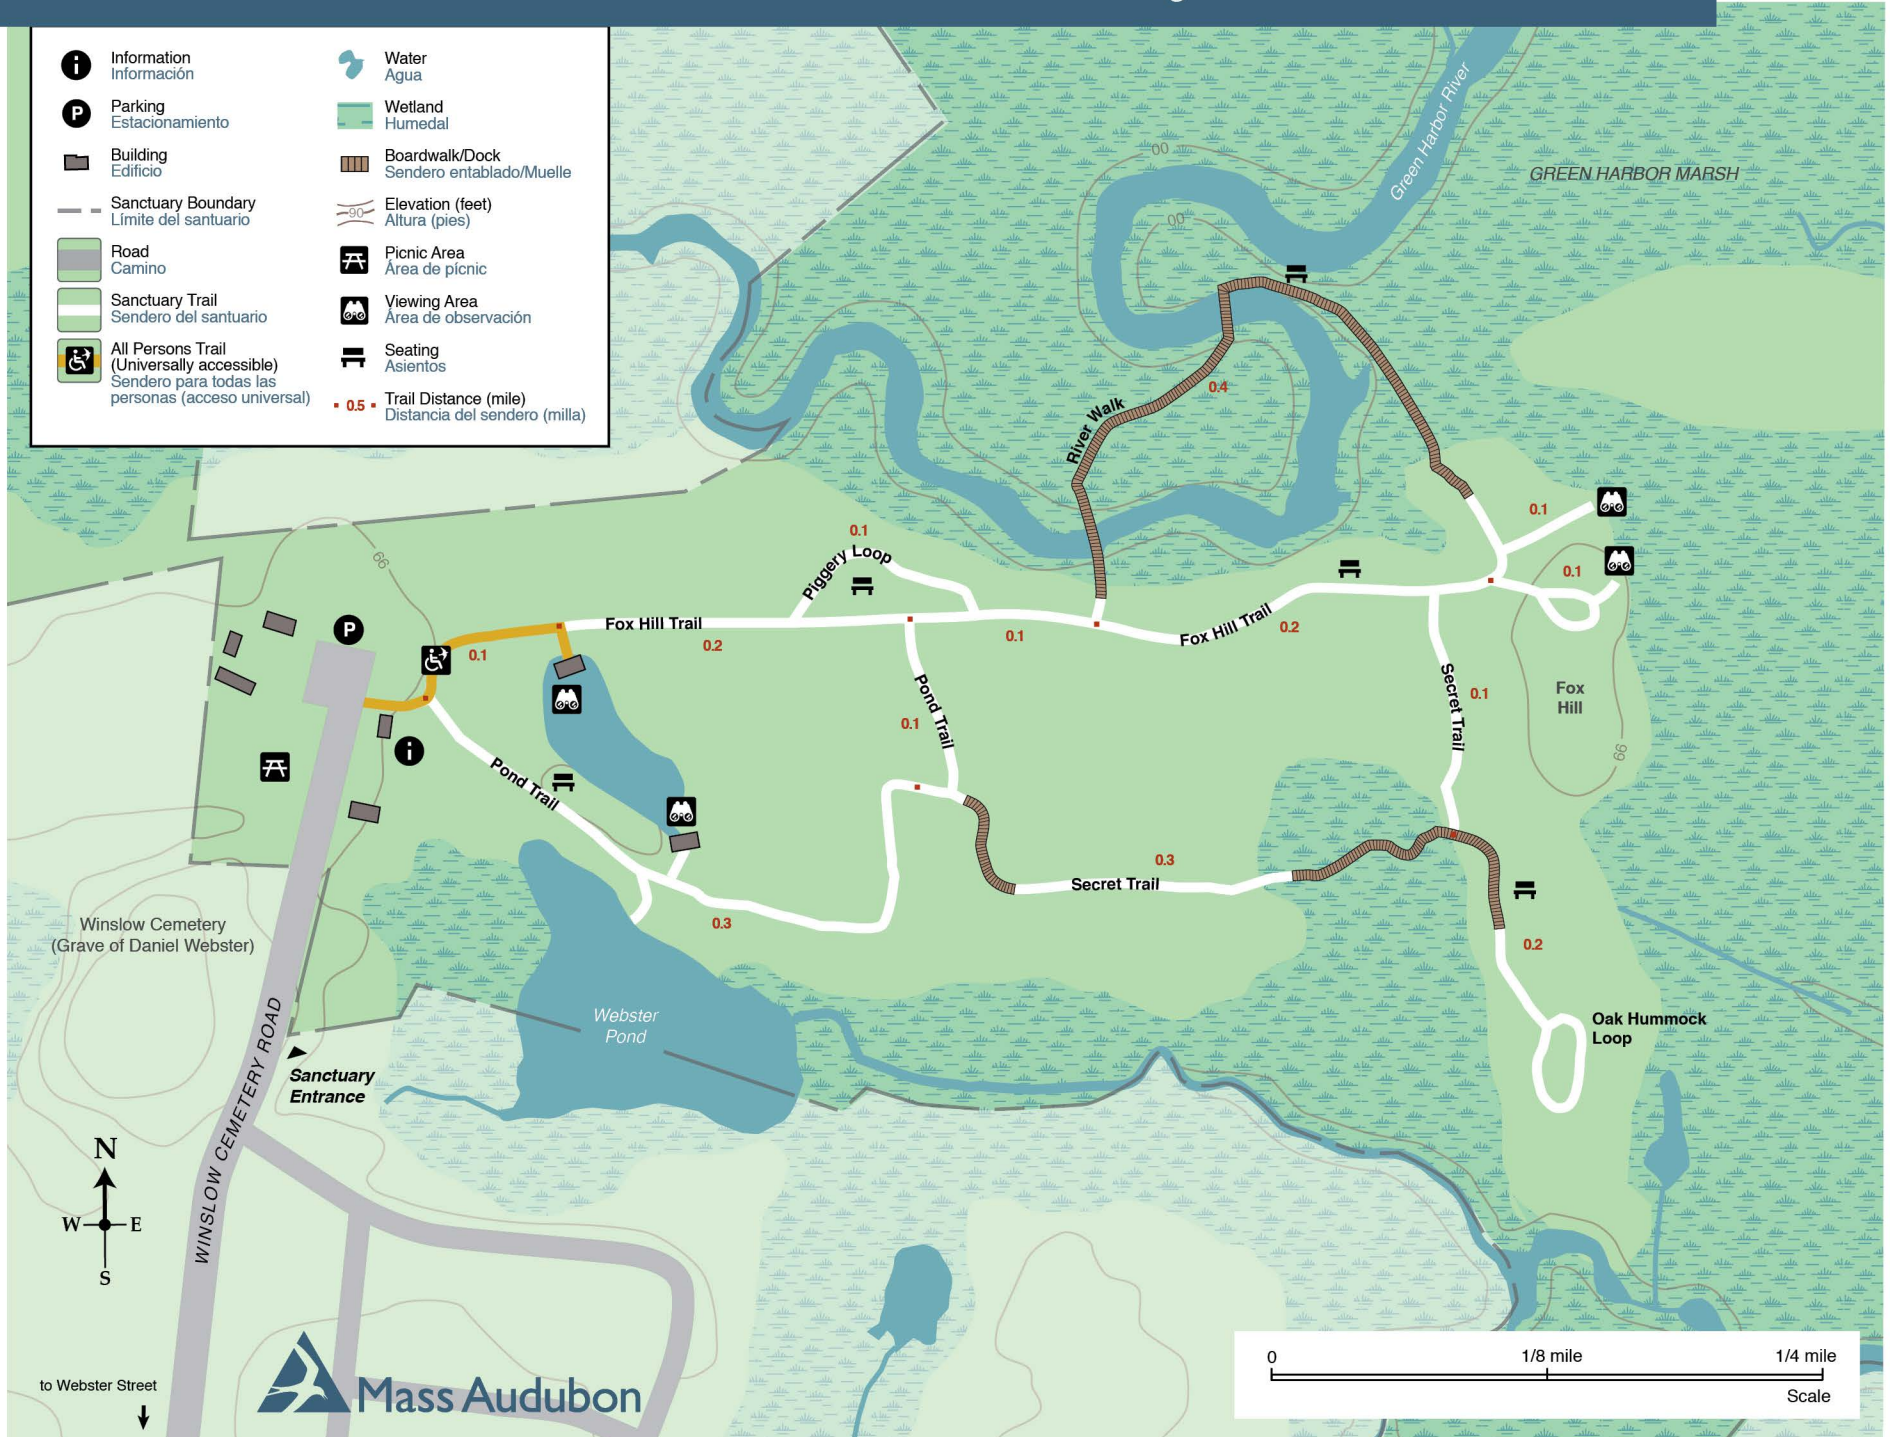 Information
Información
Parking
Estacionamiento
Building
Edificio
Sanctuary Boundary
Límite del santuario
Road
Camino
Sanctuary Trail
Sendero del santuario
All Persons Trail
(Universally accessible)
Sendero para todas las
personas (acceso universal)
Water
Agua
Wetland
Humedal
Boardwalk/Dock
Sendero entablado/Muelle
90
Elevation (feet)
Altura (pies)
Picnic Area
Área de pícnic
Viewing Area
Área de observación
Seating
Asientos
0.5
Trail Distance (mile)
Distancia del sendero (milla)
i
P
Green Harbor River
GREEN HARBOR MARSH
00
00
0.4
River Walk
0.1
0.1
0.1
Piggery Loop
66
P
Fox Hill Trail
0.2
0.1
0.1
Fox Hill Trail
0.2
Pond Trail
0.1
Secret Trail
0.1
Fox
Hill
66
i
Pond Trail
0.3
Secret Trail
0.3
0.2
Winslow Cemetery
(Grave of Daniel Webster)
Webster
Pond
Oak Hummock
Loop
Sanctuary
Entrance
WINSLOW CEMETERY ROAD
N
W E
S
to Webster Street
Mass Audubon
0 1/8 mile 1/4 mile
Scale